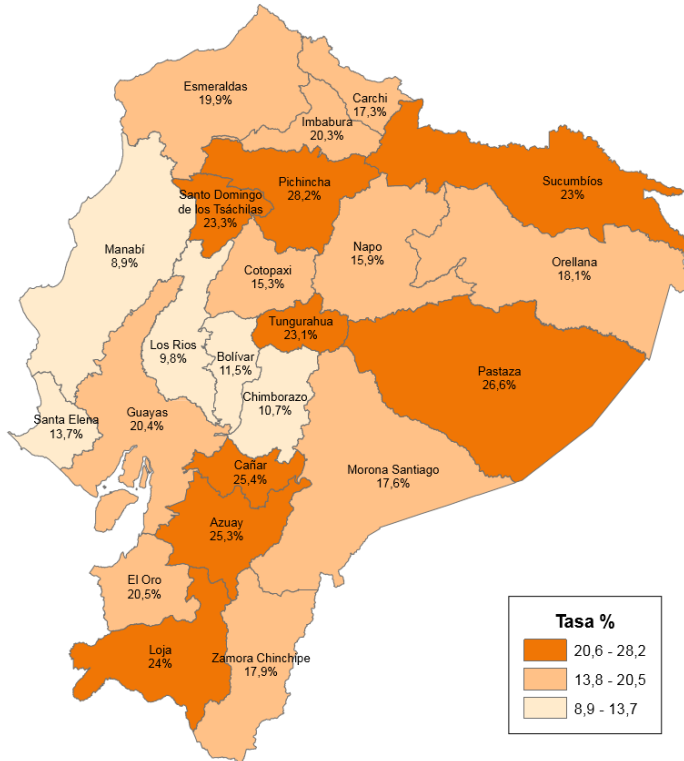 Esmeraldas
19,9%
Carchi
17,3%
Imbabura
20,3%
Sucumbíos
23%
Pichincha
28,2%
Santo Domingo
de los Tsáchilas
23,3%
Manabí
8,9%
Napo
15,9%
Orellana
18,1%
Cotopaxi
15,3%
Tungurahua
23,1%
Los Rios
9,8%
Bolívar
11,5%
Pastaza
26,6%
Chimborazo
10,7%
Santa Elena
13,7%
Guayas
20,4%
Cañar
25,4%
Morona Santiago
17,6%
Azuay
25,3%
El Oro
20,5%
Loja
24%
Zamora Chinchipe
17,9%
Tasa %
20,6 - 28,2
13,8 - 20,5
8,9 - 13,7